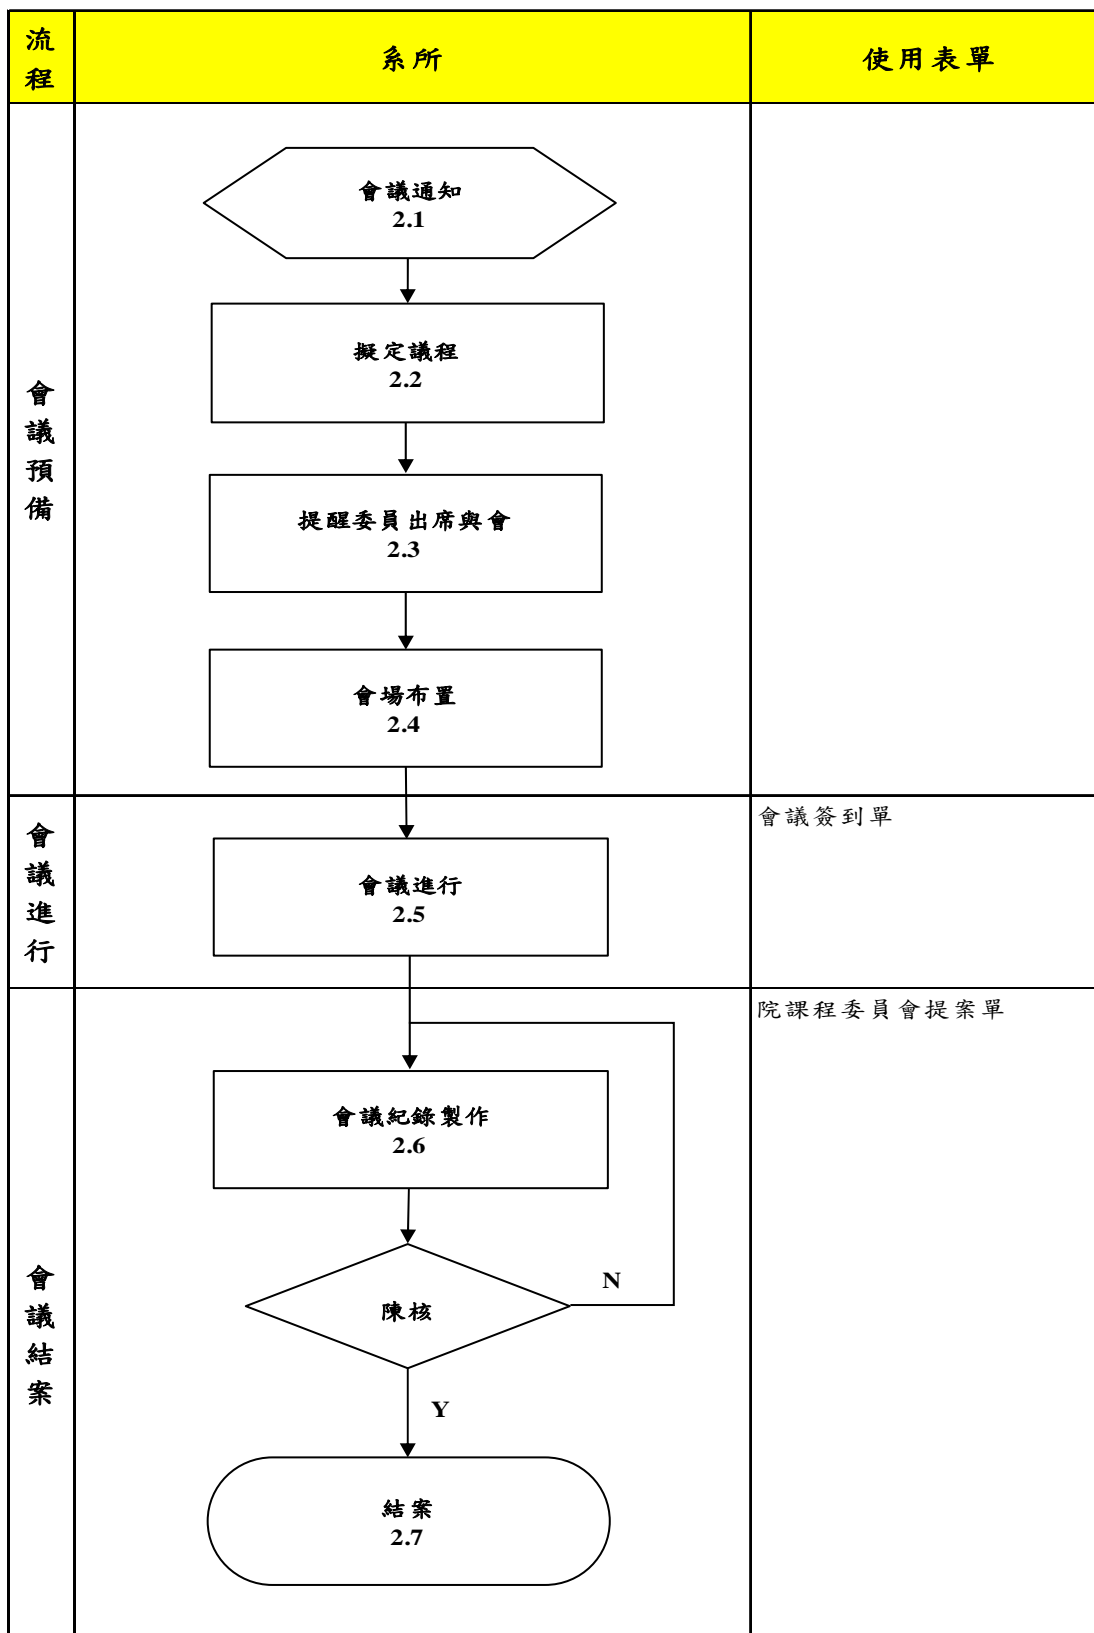 流程
系所
使用表單
會議預備
會議通知
2.1
擬定議程
2.2
提醒委員出席與會
2.3
會場布置
2.4
會議進行
會議簽到單
會議進行
2.5
會議結案
院課程委員會提案單
會議紀錄製作
2.6
陳核
N
Y
結案
2.7